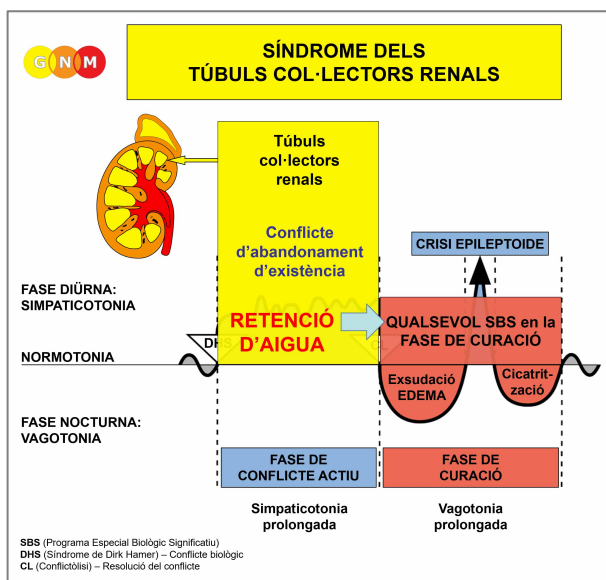 GNM
SÍNDROME DELS
TÚBULS COL·LECTORS RENALS
Túbuls
col·lectors
renals
Conflicte
d'abandonament
d'existència
CRISI EPILEPTOIDE
FASE DIÜRNA:
SIMPATICOTONIA
DHS
RETENCIÓ
D'AIGUA
CL
QUALSEVOL SBS en la
FASE DE CURACIÓ
NORMOTONIA
Exsudació
EDEMA
Cicatrit-
zació
FASE NOCTURNA:
VAGOTONIA
FASE DE
CONFLICTE ACTIU
FASE DE
CURACIÓ
Simpaticotonia
prolongada
Vagotonia
prolongada
SBS (Programa Especial Biològic Significatiu)
DHS (Síndrome de Dirk Hamer) – Conflicte biològic
CL (Conflictòlisi) – Resolució del conflicte